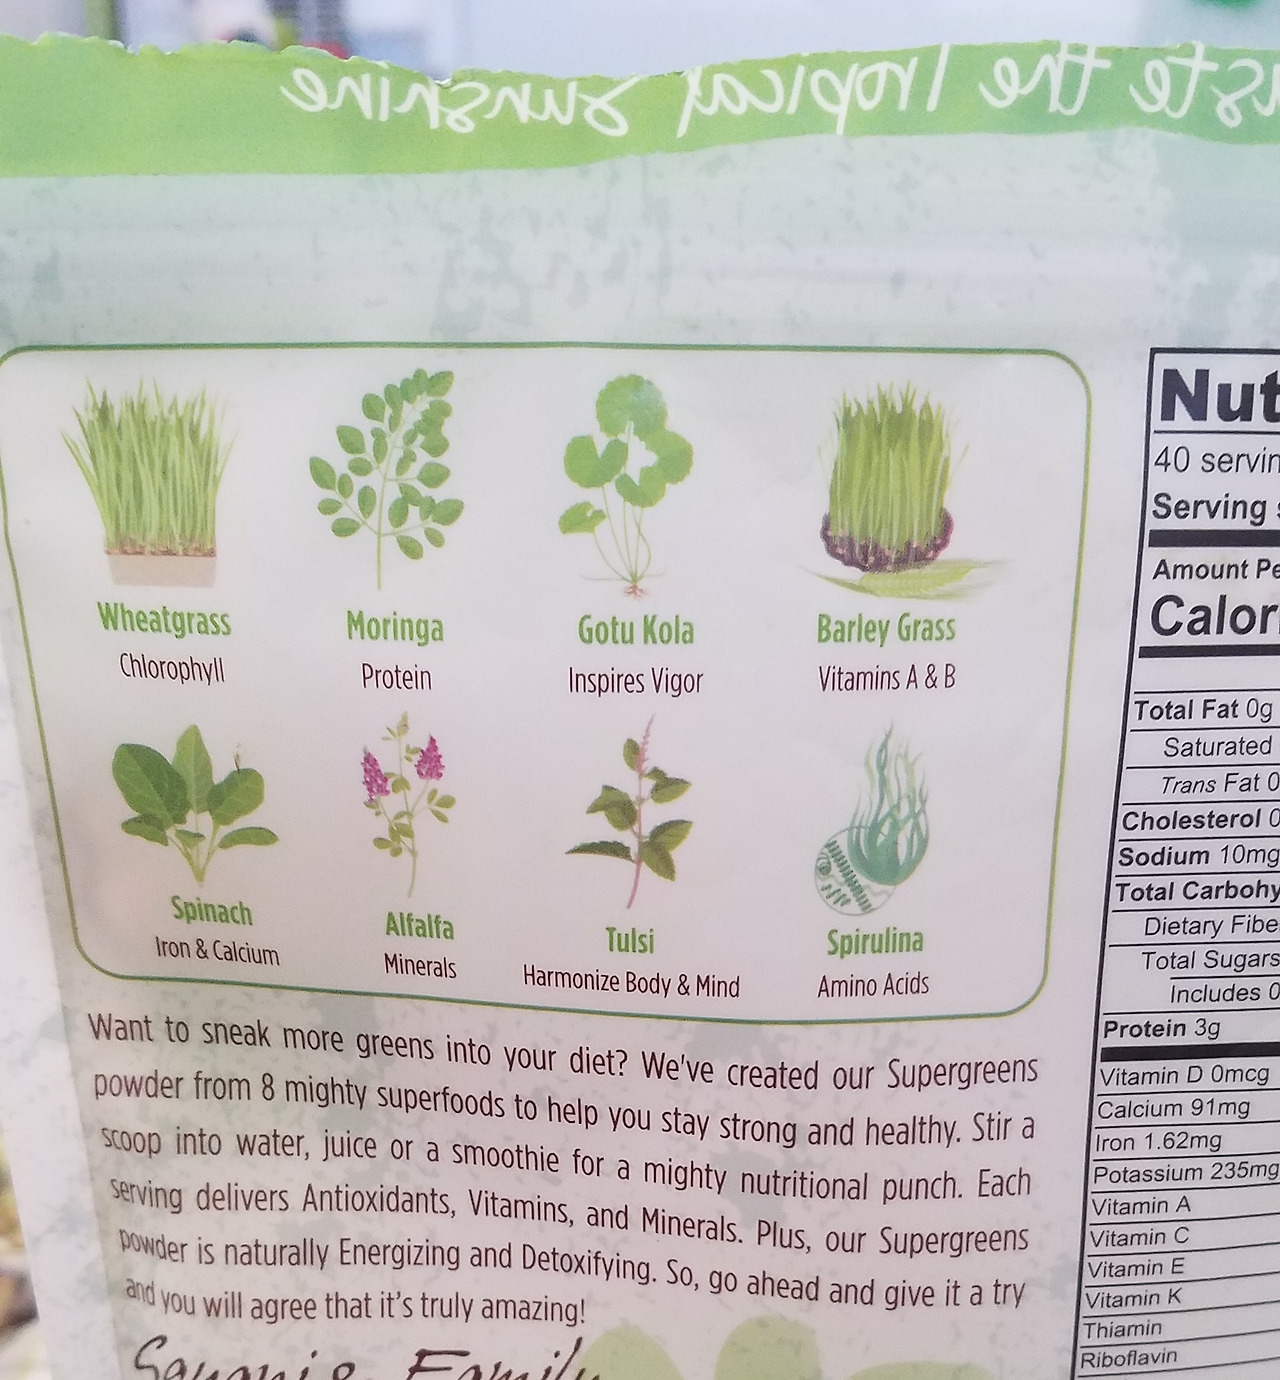 aste the Tropical Sunshine
Wheatgrass
Chlorophyll
Moringa
Protein
Gotu Kola
Inspires Vigor
Barley Grass
Vitamins A & B
Spinach
Iron & Calcium
Alfalfa
Minerals
Tulsi
Harmonize Body & Mind
Spirulina
Amino Acids
Want to sneak more greens into your diet? We've created our Supergreens
powder from 8 mighty superfoods to help you stay strong and healthy. Stir a
scoop into water, juice or a smoothie for a mighty nutritional punch. Each
serving delivers Antioxidants, Vitamins, and Minerals. Plus, our Supergreens
powder is naturally Energizing and Detoxifying. So, go ahead and give it a try
and you will agree that it's truly amazing!
Family
Nut
40 servin
Serving
Amount Pe
Calor
Total Fat 0g
Saturated
Trans Fat 0
Cholesterol 0
Sodium 10mg
Total Carbohy
Dietary Fibe
Total Sugars
Includes 0
Protein 3g
Vitamin D 0mcg
Calcium 91mg
Iron 1.62mg
Potassium 235mg
Vitamin A
Vitamin C
Vitamin E
Vitamin K
Thiamin
Riboflavin